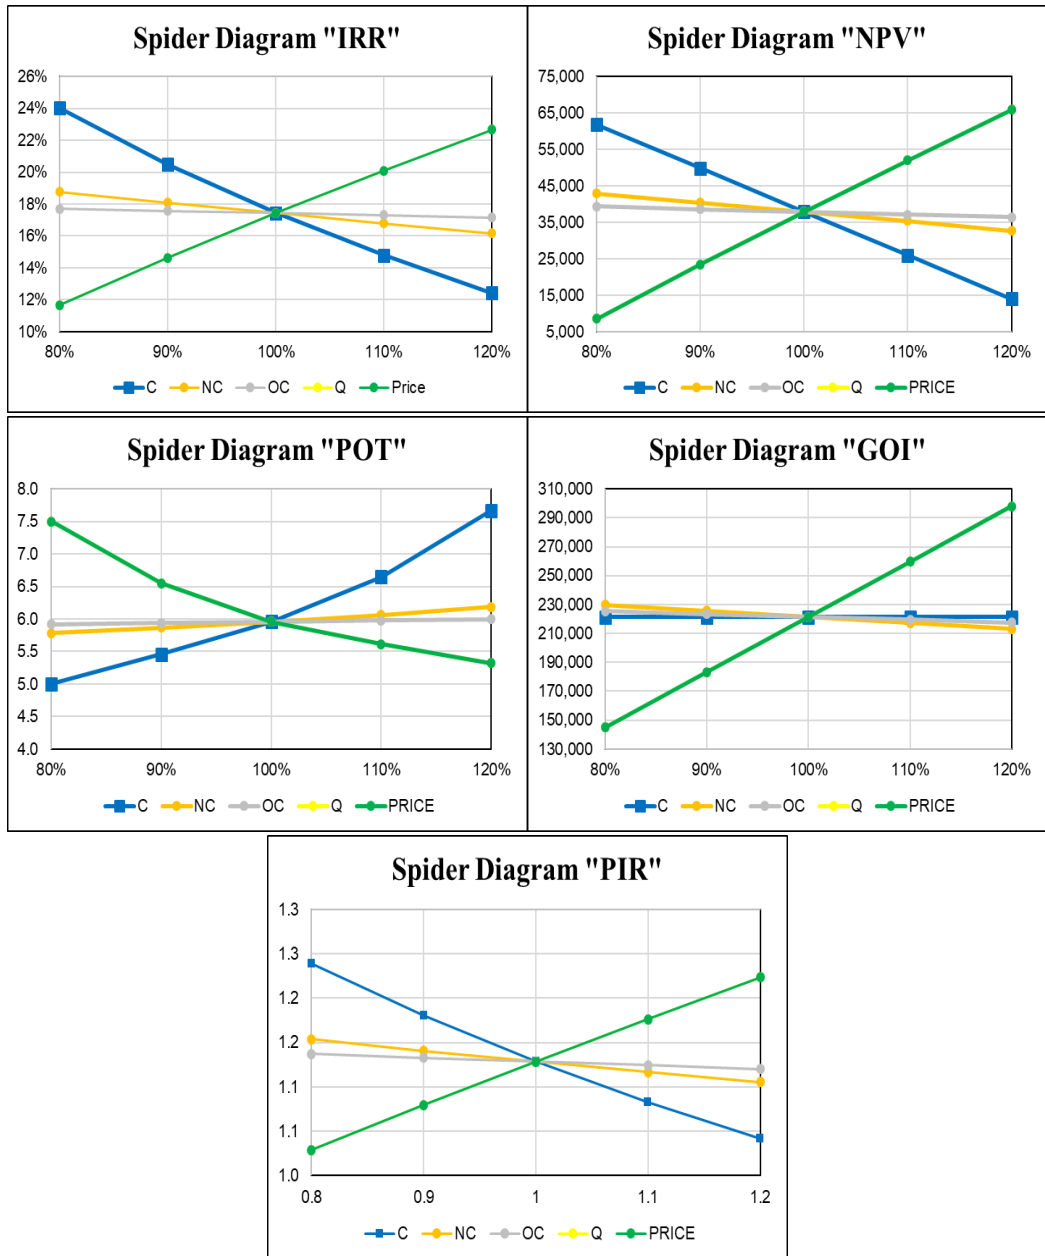 Spider Diagram "IRR"
26%
24%
22%
20%
18%
16%
14%
12%
10%
80% 90% 100% 110% 120%
C NC OC Q Price
Spider Diagram "NPV"
75,000
65,000
55,000
45,000
35,000
25,000
15,000
5,000
80% 90% 100% 110% 120%
C NC OC Q PRICE
Spider Diagram "POT"
8.0
7.5
7.0
6.5
6.0
5.5
5.0
4.5
4.0
80% 90% 100% 110% 120%
C NC OC Q PRICE
Spider Diagram "GOI"
310,000
290,000
270,000
250,000
230,000
210,000
190,000
170,000
150,000
130,000
80% 90% 100% 110% 120%
C NC OC Q PRICE
Spider Diagram "PIR"
1.3
1.3
1.2
1.2
1.1
1.1
1.0
0.8 0.9 1 1.1 1.2
C NC OC Q PRICE